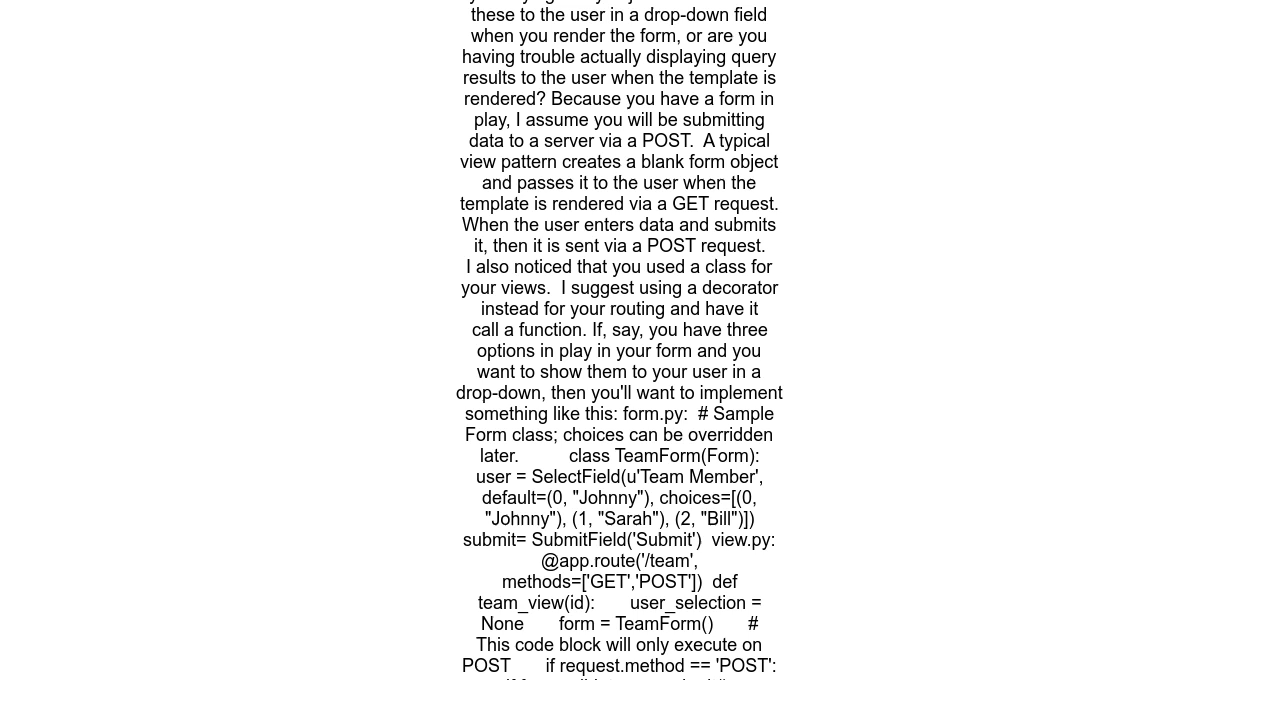 these to the user in a drop-down field
when you render the form, or are you
having trouble actually displaying query
results to the user when the template is
rendered? Because you have a form in
play, I assume you will be submitting
data to a server via a POST.  A typical
view pattern creates a blank form object
and passes it to the user when the
template is rendered via a GET request.
When the user enters data and submits
it, then it is sent via a POST request.
I also noticed that you used a class for
your views.  I suggest using a decorator
instead for your routing and have it
call a function. If, say, you have three
options in play in your form and you
want to show them to your user in a
drop-down, then you'll want to implement
something like this: form.py:  # Sample
Form class; choices can be overridden
later.          class TeamForm(Form):
user = SelectField(u'Team Member',
default=(0, "Johnny"), choices=[(0,
"Johnny"), (1, "Sarah"), (2, "Bill")])
submit= SubmitField('Submit')  view.py:
@app.route('/team',
methods=['GET','POST'])  def
team_view(id):       user_selection =
None       form = TeamForm()       #
This code block will only execute on
POST       if request.method == 'POST':